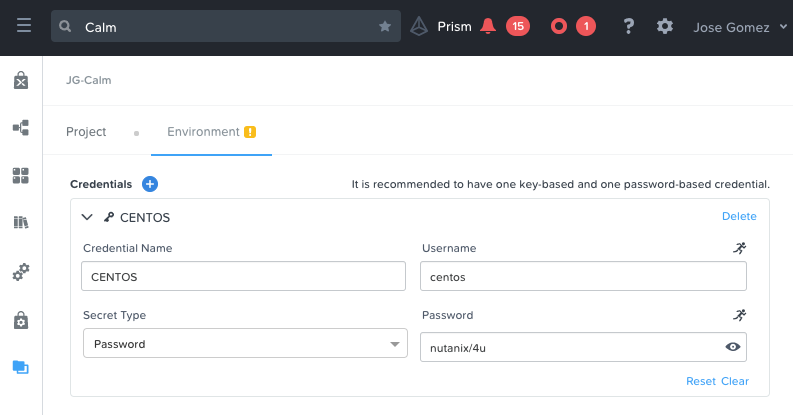 Calm
Prism
15
1
?
Jose Gomez
JG-Calm
Project
Environment !
Credentials
It is recommended to have one key-based and one password-based credential.
CENTOS
Delete
Credential Name
Username
CENTOS
centos
Secret Type
Password
Password
nutanix/4u
Reset Clear